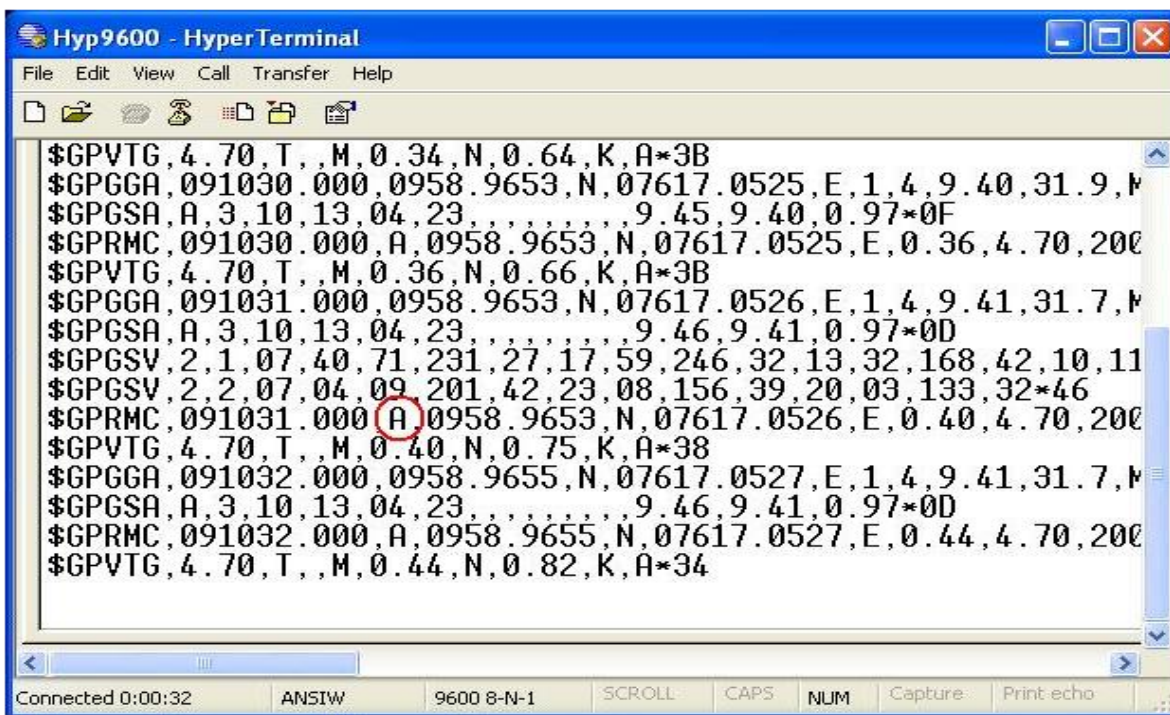 Hyp9600 - HyperTerminal
File Edit View Call Transfer Help
$GPVTG,4.70,T,,M,0.34,N,0.64,K,A*3B
$GPGGA,091030.000,0958.9653,N,07617.0525,E,1,4,9.40,31.9,M
$GPGSA,A,3,10,13,04,23,,,,,,,,,9.45,9.40,0.97*0F
$GPRMC,091030.000,A,0958.9653,N,07617.0525,E,0.36,4.70,200
$GPVTG,4.70,T,,M,0.36,N,0.66,K,A*3B
$GPGGA,091031.000,0958.9653,N,07617.0526,E,1,4,9.41,31.7,M
$GPGSA,A,3,10,13,04,23,,,,,,,,,9.46,9.41,0.97*0D
$GPGSV,2,1,07,40,71,231,27,17,59,246,32,13,32,168,42,10,11
$GPGSV,2,2,07,04,09,201,42,23,08,156,39,20,03,133,32*46
$GPRMC,091031.000,A,0958.9653,N,07617.0526,E,0.40,4.70,200
$GPVTG,4.70,T,,M,0.40,N,0.75,K,A*38
$GPGGA,091032.000,0958.9655,N,07617.0527,E,1,4,9.41,31.7,M
$GPGSA,A,3,10,13,04,23,,,,,,,,,9.46,9.41,0.97*0D
$GPRMC,091032.000,A,0958.9655,N,07617.0527,E,0.44,4.70,200
$GPVTG,4.70,T,,M,0.44,N,0.82,K,A*34
Connected 0:00:32 ANSIW 9600 8-N-1 SCROLL CAPS NUM Capture Print echo